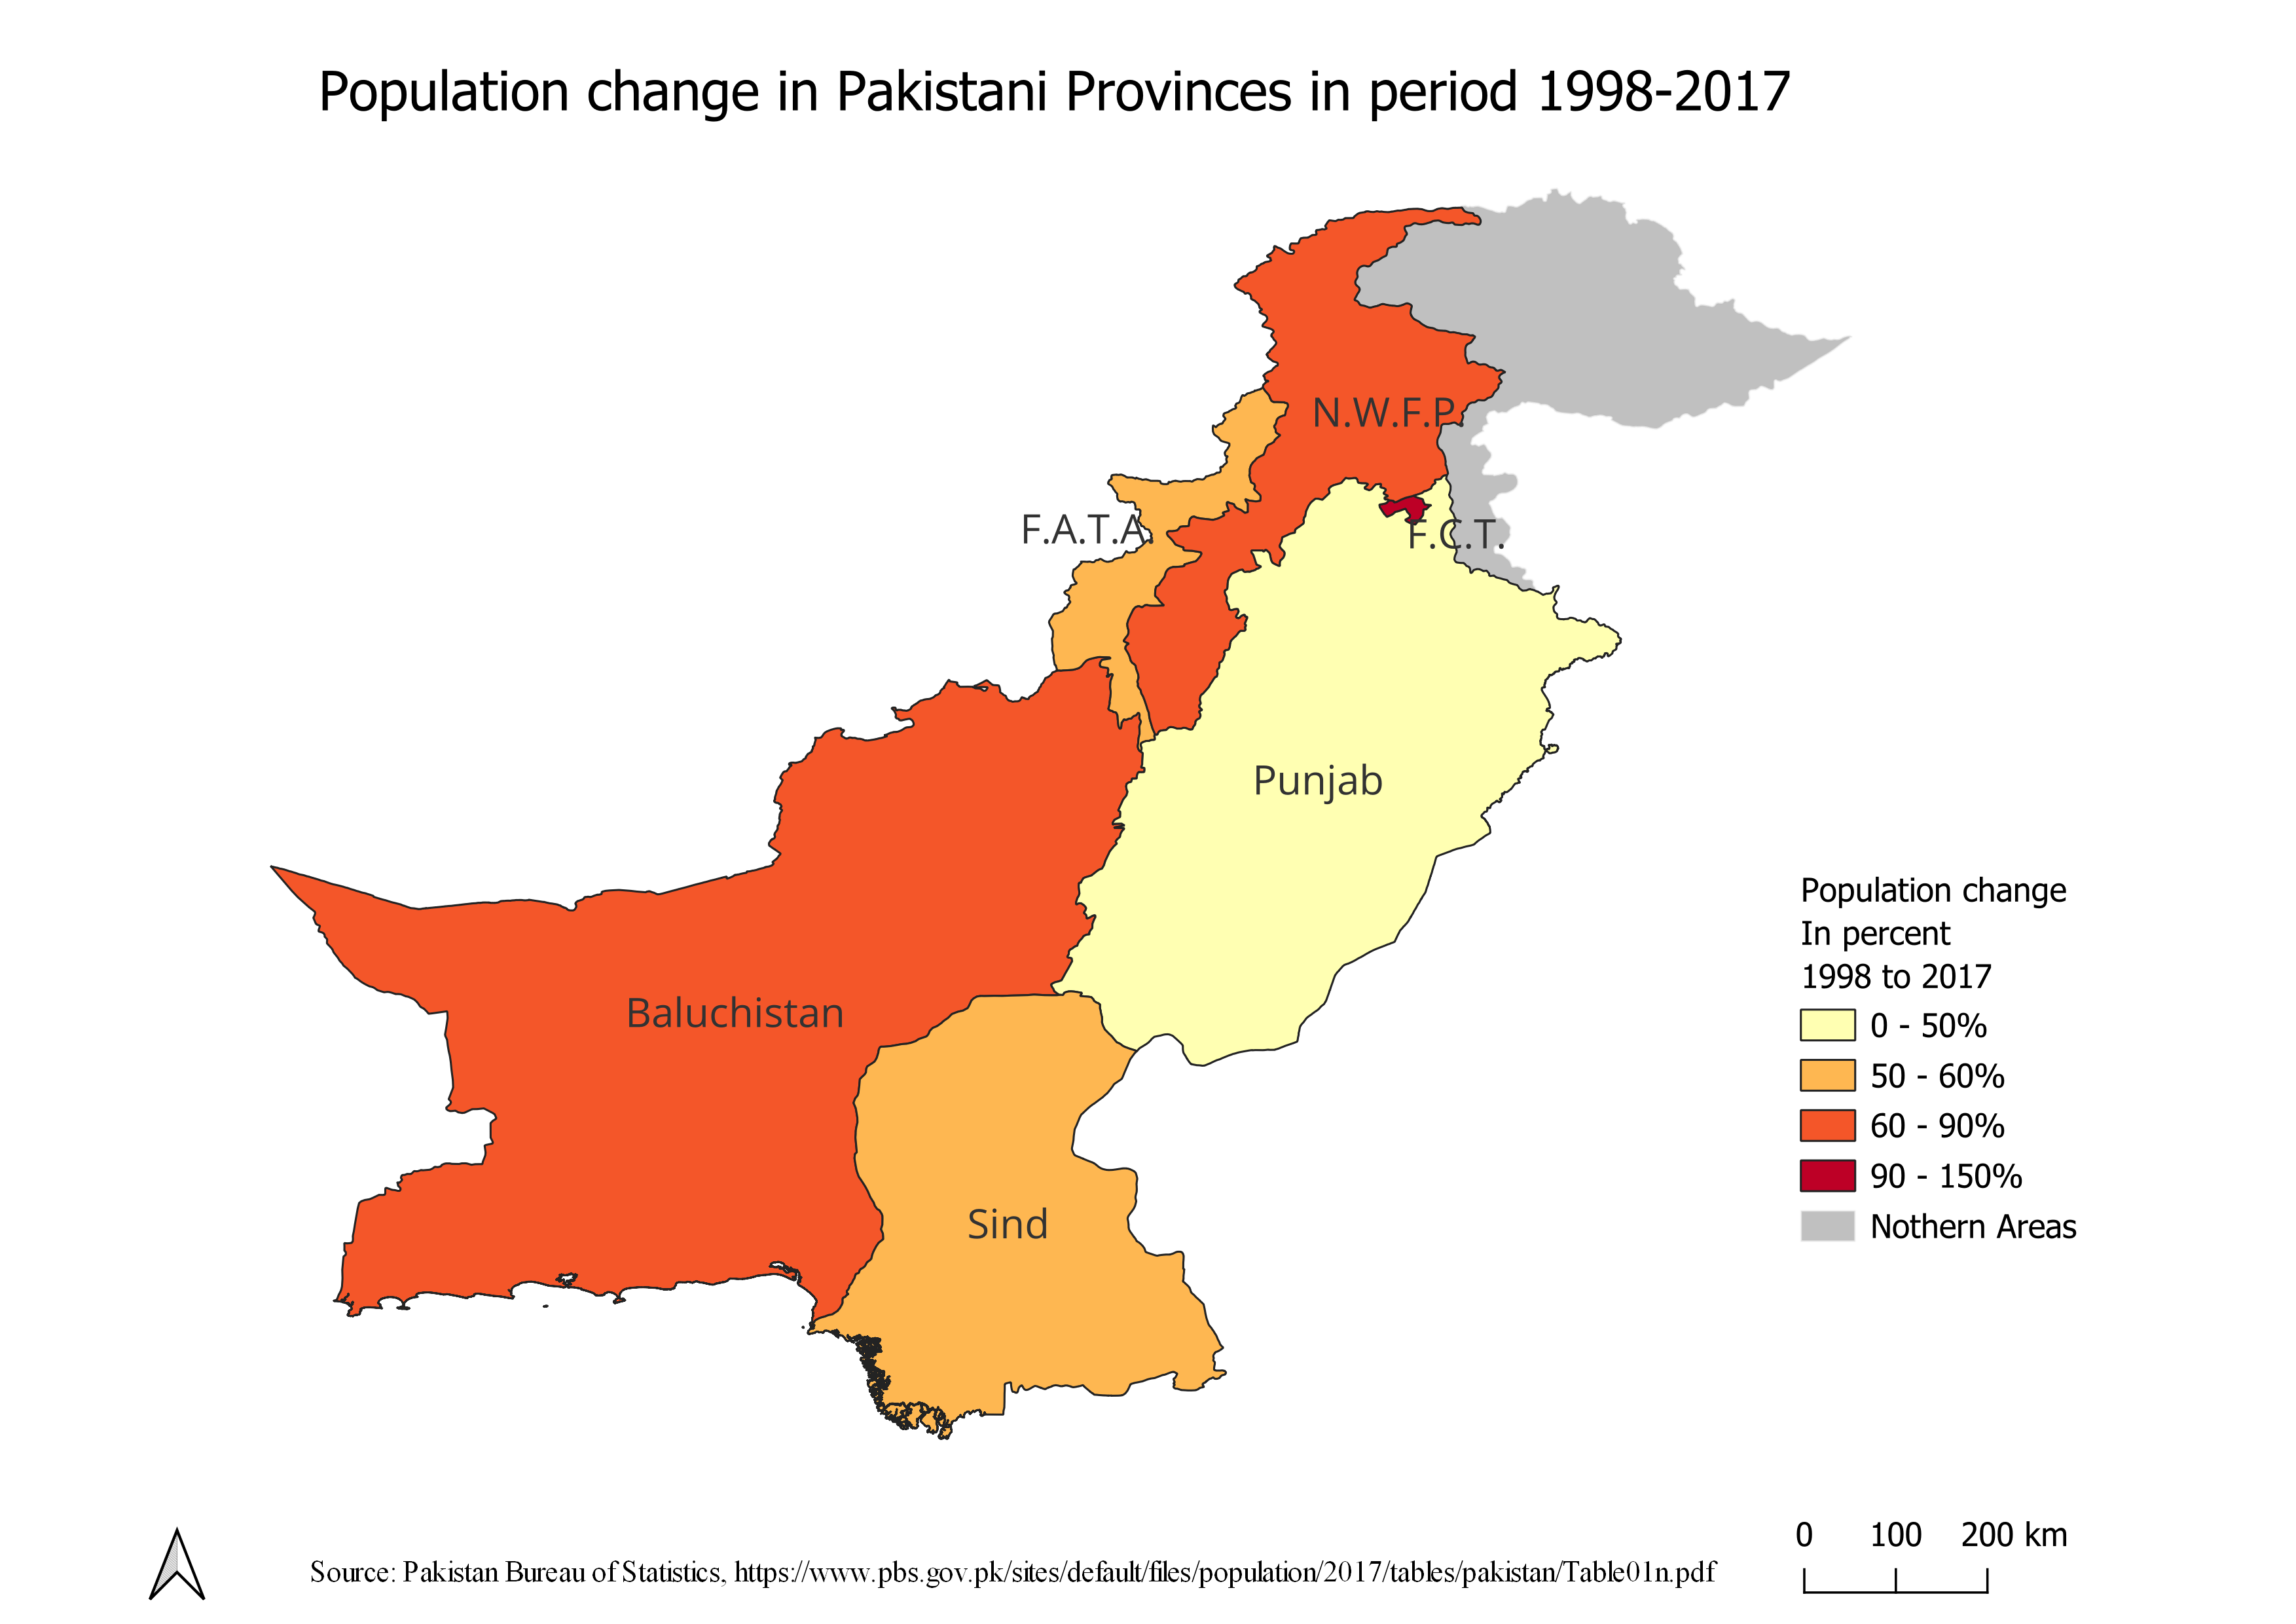 Population change in Pakistani Provinces in period 1998-2017
N.W.F.P.
F.A.T.A.
F.C.T.
Punjab
Baluchistan
Sind
Population change
In percent
1998 to 2017
0 - 50%
50 - 60%
60 - 90%
90 - 150%
Nothern Areas
0 100 200 km
Source: Pakistan Bureau of Statistics, https://www.pbs.gov.pk/sites/default/files/population/2017/tables/pakistan/Table01n.pdf